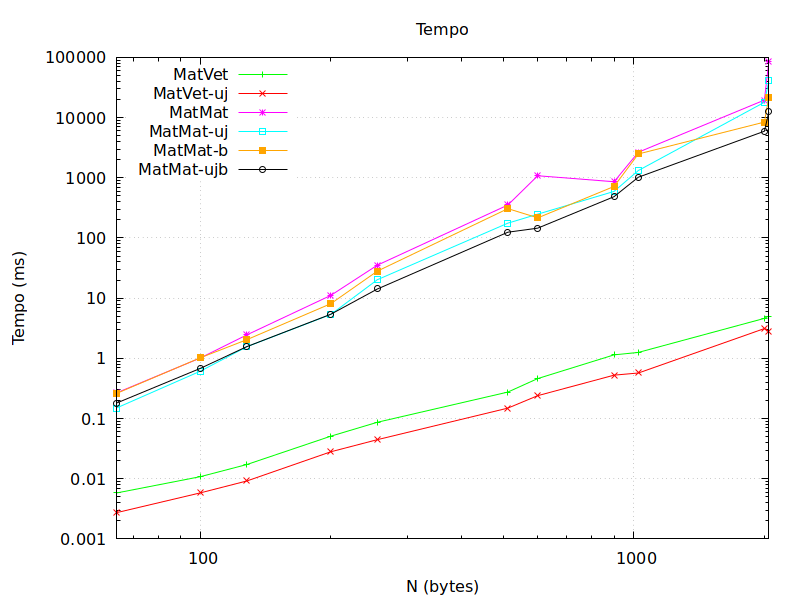 Tempo
100000
10000
1000
100
10
1
0.1
0.01
0.001
Tempo (ms)
MatVet
MatVet-uj
MatMat
MatMat-uj
MatMat-b
MatMat-ujb
100
1000
N (bytes)